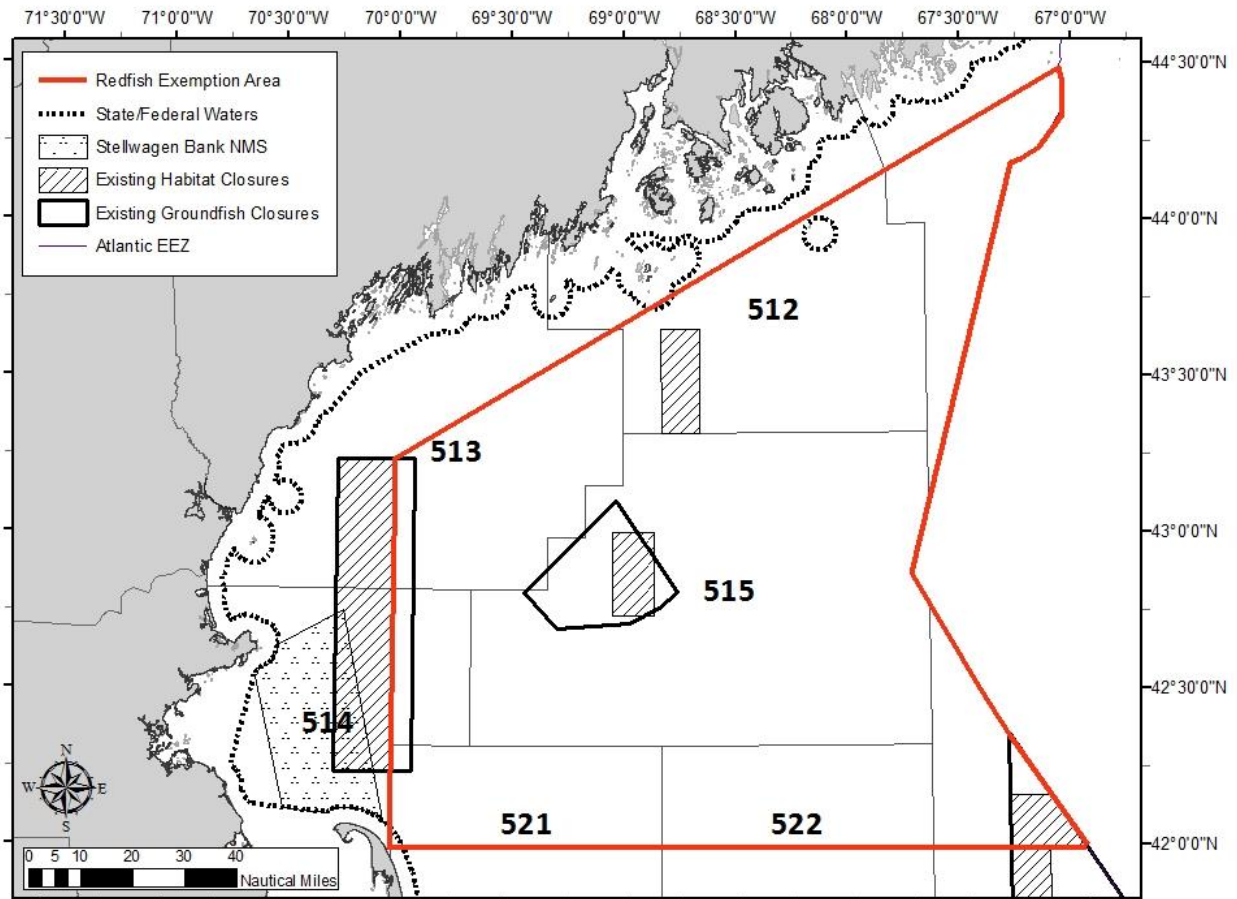 71°30'0"W 71°0'0"W 70°30'0"W 70°0'0"W 69°30'0"W 69°0'0"W 68°30'0"W 68°0'0"W 67°30'0"W 67°0'0"W
Redfish Exemption Area
State/Federal Waters
Stellwagen Bank NMS
Existing Habitat Closures
Existing Groundfish Closures
Atlantic EEZ
44°30'0"N
44°0'0"N
512
43°30'0"N
513
43°0'0"N
515
42°30'0"N
514
N
W E
S
521 522
42°0'0"N
0 5 10 20 30 40
Nautical Miles